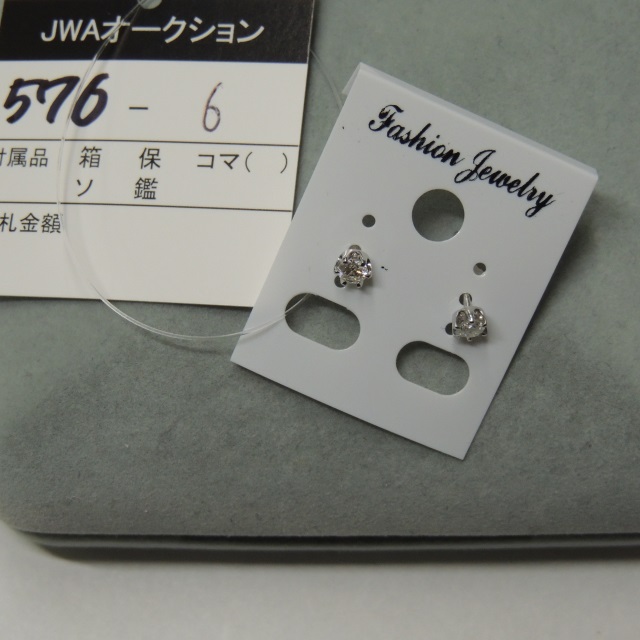 JWAオークション
576 - 6
付属品 箱 保 コマ( )
ソ 鑑
札金額
Fashion Jewelry